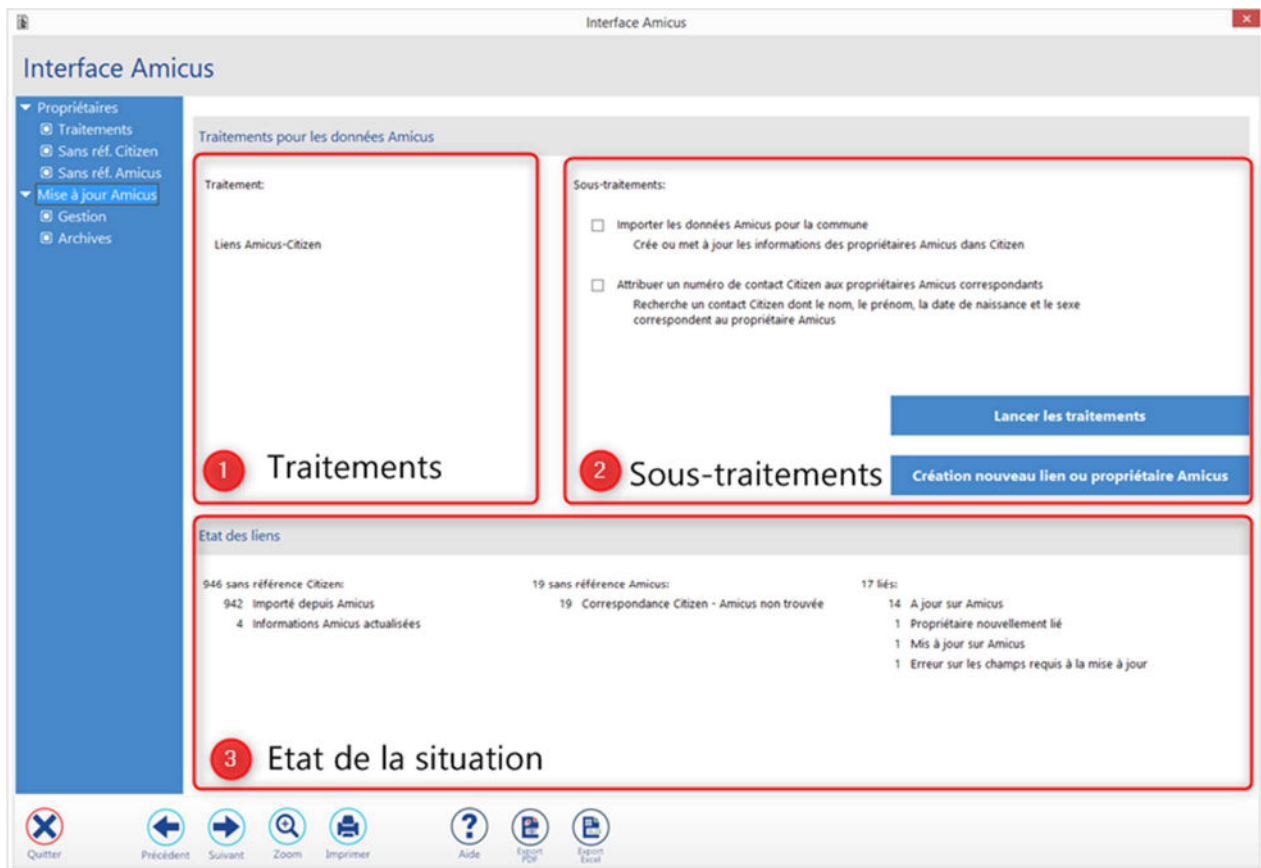 Interface Amicus
Interface Amicus
Propriétaires
Traitements
Sans réf. Citizen
Sans réf. Amicus
Mise à jour Amicus
Gestion
Archives
Traitements pour les données Amicus
Traitement:
Liens Amicus-Citizen
1 Traitements
Sous-traitements:
Importer les données Amicus pour la commune
Crée ou met à jour les informations des propriétaires Amicus dans Citizen
Attribuer un numéro de contact Citizen aux propriétaires Amicus correspondants
Recherche un contact Citizen dont le nom, le prénom, la date de naissance et le sexe
correspondent au propriétaire Amicus
Lancer les traitements
2 Sous-traitements
Création nouveau lien ou propriétaire Amicus
Etat des liens
946 sans référence Citizen:
942 Importé depuis Amicus
4 Informations Amicus actualisées
19 sans référence Amicus:
19 Correspondance Citizen - Amicus non trouvée
17 liés:
14 A jour sur Amicus
1 Propriétaire nouvellement lié
1 Mis à jour sur Amicus
1 Erreur sur les champs requis à la mise à jour
3 Etat de la situation
Quitter
Précédent
Suivant
Zoom
Imprimer
Aide
Export
PDF
Export
Excel